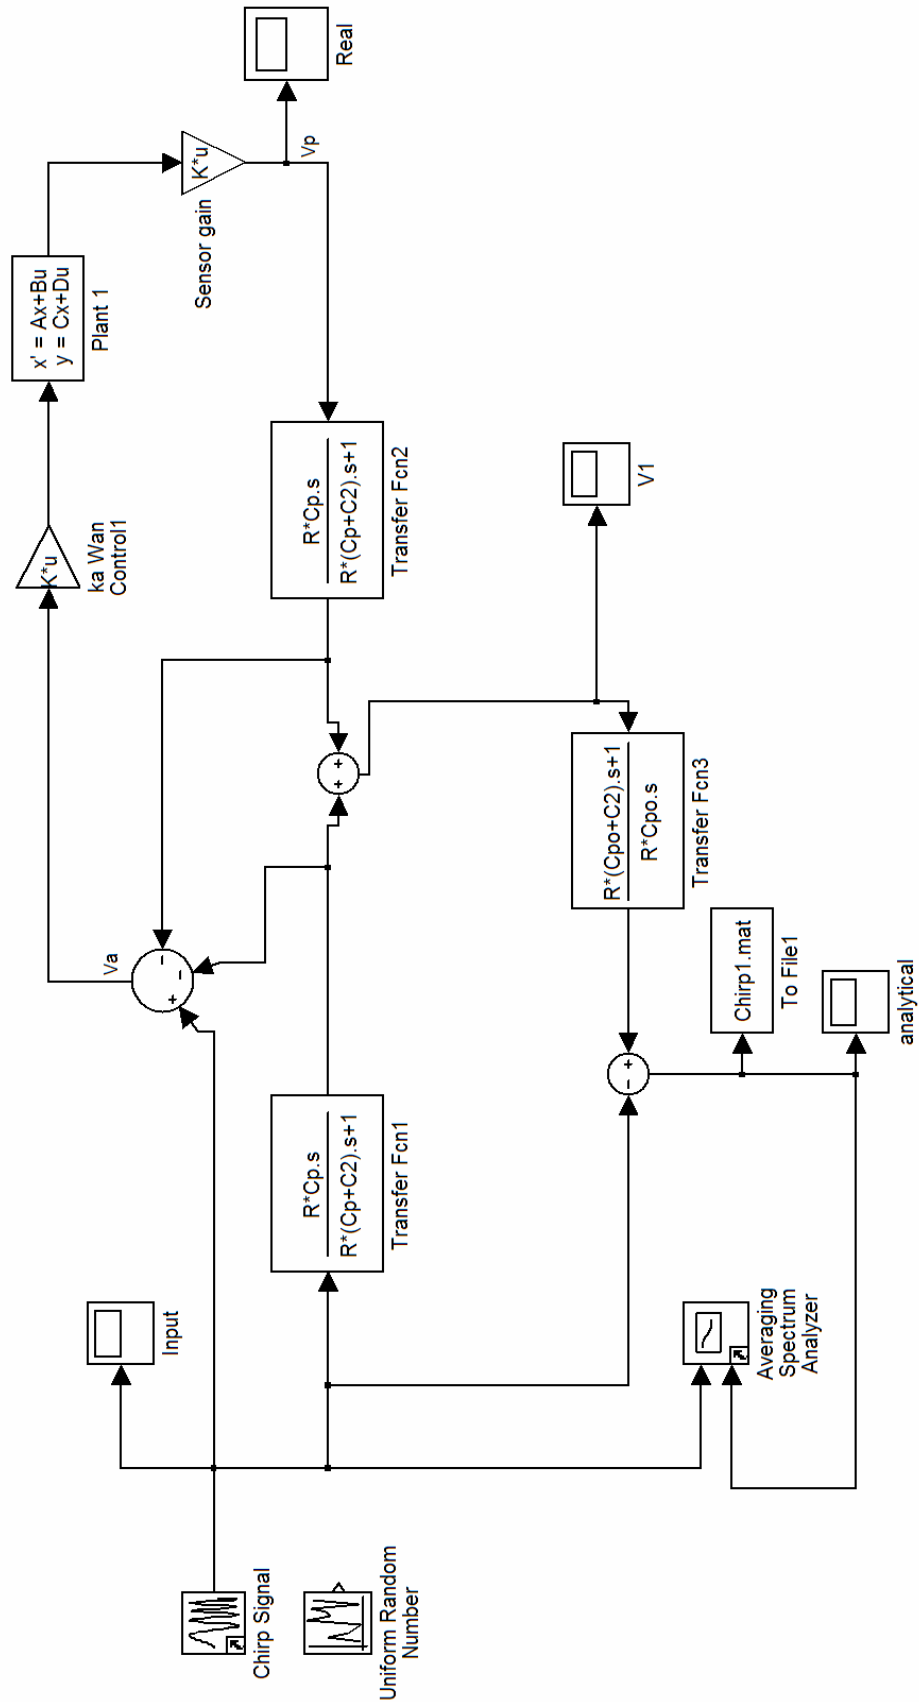 x' = Ax+Bu
y = Cx+Du
Plant 1
K*u
ka Wan
Control1
K*u
Sensor gain
Real
Vp
Va
+
-
-
R*Cp.s
R*(Cp+C2).s+1
Transfer Fcn2
Input
R*Cp.s
R*(Cp+C2).s+1
Transfer Fcn1
+
+
V1
Chirp Signal
Uniform Random
Number
R*(Cpo+C2).s+1
R*Cpo.s
Transfer Fcn3
-
+
Chirp1.mat
To File1
Averaging
Spectrum
Analyzer
analytical